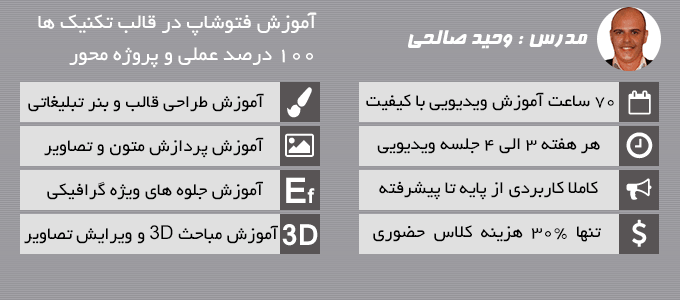 مدرس : وحید صالحی
۷۰ ساعت آموزش ویدیویی با کیفیت
هر هفته ۳ الی ۴ جلسه ویدیویی
کاملا کاربردی از پایه تا پیشرفته
تنها ۳۰% هزینه کلاس حضوری
آموزش فتوشاپ در قالب تکنیک ها
۱۰۰ درصد عملی و پروژه محور
آموزش طراحی قالب و بنر تبلیغاتی
آموزش پردازش متون و تصاویر
Ef آموزش جلوه های ویژه گرافیکی
3D آموزش مباحث 3D و ویرایش تصاویر